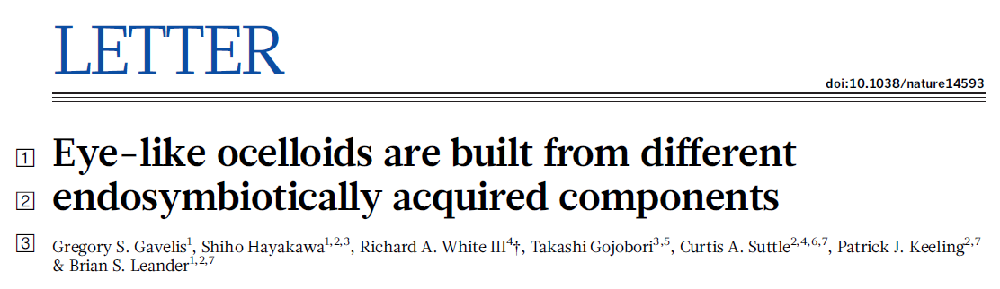 LETTER
doi:10.1038/nature14593
1 Eye-like ocelloids are built from different
2 endosymbiotically acquired components
3 Gregory S. Gavelis1, Shiho Hayakawa1,2,3, Richard A. White III4†, Takashi Gojobori3,5, Curtis A. Suttle2,4,6,7, Patrick J. Keeling2,7
& Brian S. Leander1,2,7